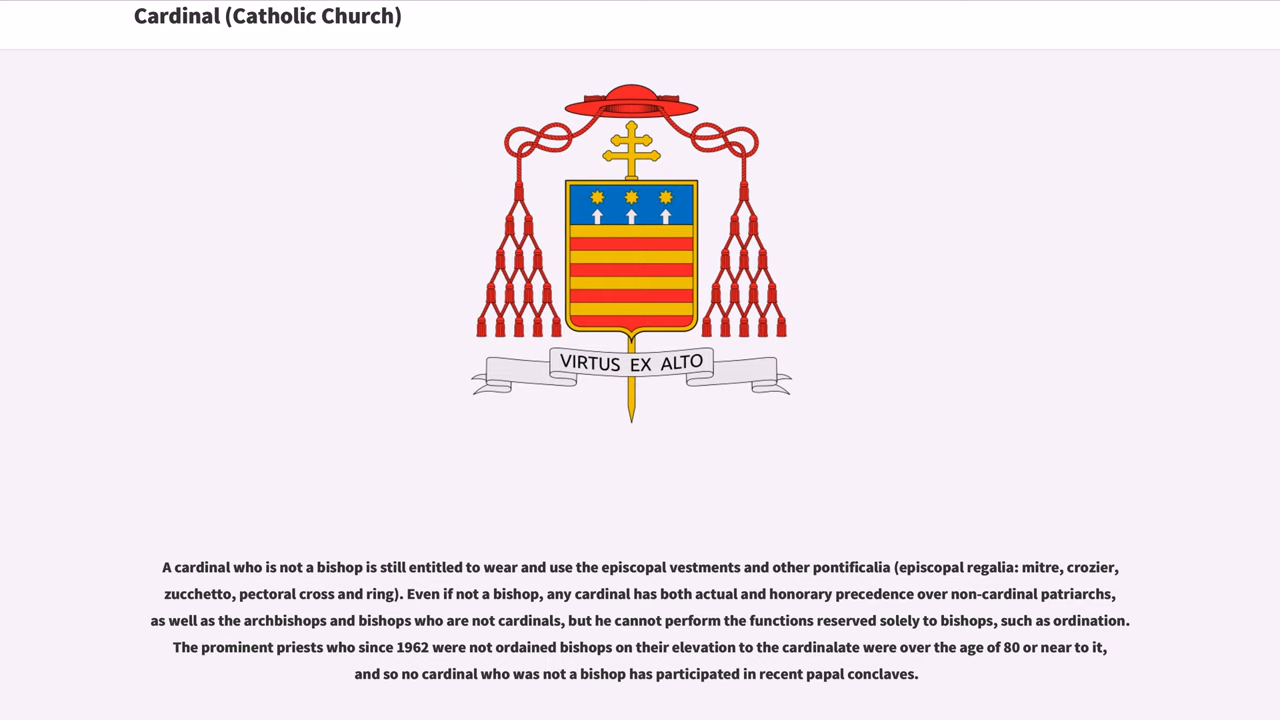 Cardinal (Catholic Church)
VIRTUS EX ALTO
A cardinal who is not a bishop is still entitled to wear and use the episcopal vestments and other pontificalia (episcopal regalia: mitre, crozier,
zucchetto, pectoral cross and ring). Even if not a bishop, any cardinal has both actual and honorary precedence over non-cardinal patriarchs,
as well as the archbishops and bishops who are not cardinals, but he cannot perform the functions reserved solely to bishops, such as ordination.
The prominent priests who since 1962 were not ordained bishops on their elevation to the cardinalate were over the age of 80 or near to it,
and so no cardinal who was not a bishop has participated in recent papal conclaves.